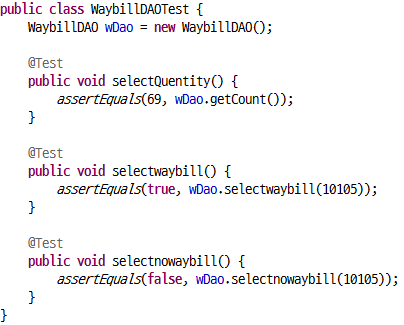 public class WaybillDAOTest {
    WaybillDAO wDao = new WaybillDAO();

    @Test
    public void selectQuentity() {
        assertEquals(69, wDao.getCount());
    }

    @Test
    public void selectwaybill() {
        assertEquals(true, wDao.selectwaybill(10105));
    }

    @Test
    public void selectnowaybill() {
        assertEquals(false, wDao.selectnowaybill(10105));
    }
}